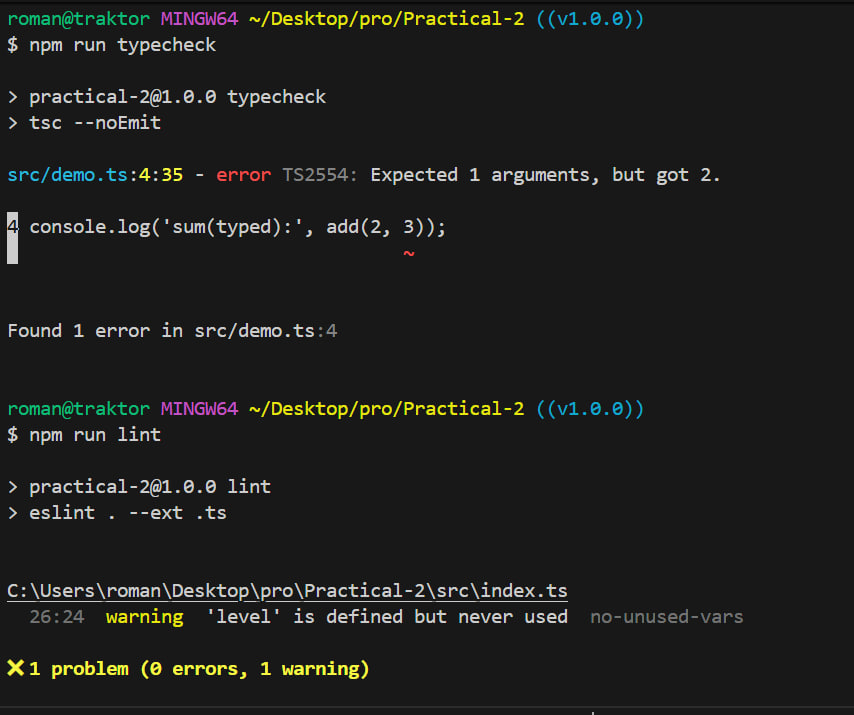 roman@traktor MINGW64 ~/Desktop/pro/Practical-2 ((v1.0.0))
$ npm run typecheck
> practical-2@1.0.0 typecheck
> tsc --noEmit
src/demo.ts:4:35 - error TS2554: Expected 1 arguments, but got 2.
4 console.log('sum(typed):', add(2, 3));
~
Found 1 error in src/demo.ts:4
roman@traktor MINGW64 ~/Desktop/pro/Practical-2 ((v1.0.0))
$ npm run lint
> practical-2@1.0.0 lint
> eslint . --ext .ts
C:\Users\roman\Desktop\pro\Practical-2\src\index.ts
26:24 warning 'level' is defined but never used no-unused-vars
✖ 1 problem (0 errors, 1 warning)